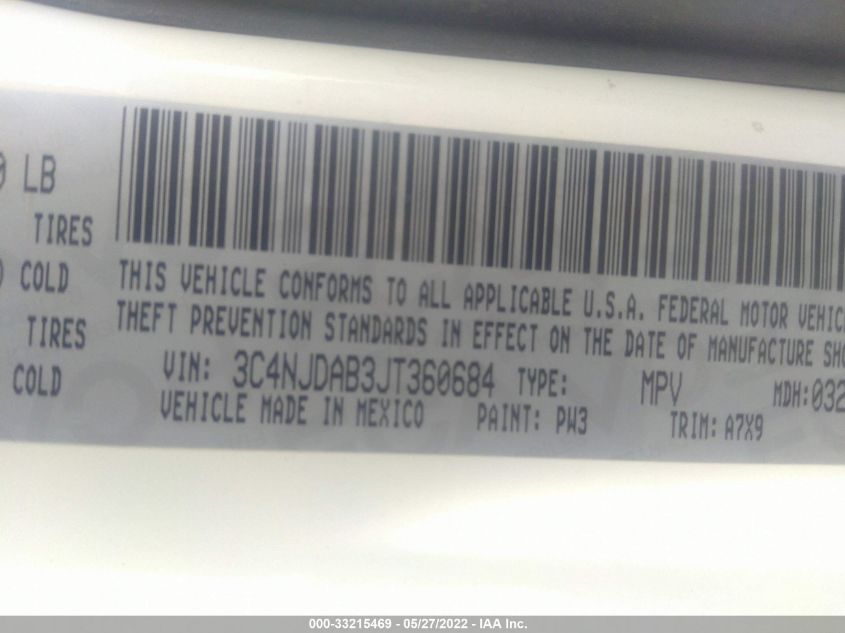 0 LB
TIRES
COLD
TIRES
COLD
THIS VEHICLE CONFORMS TO ALL APPLICABLE U.S.A. FEDERAL MOTOR VEHIC
THEFT PREVENTION STANDARDS IN EFFECT ON THE DATE OF MANUFACTURE SHO
VIN: 3C4NJDAB3JT360684 TYPE: MPV MDH:032
VEHICLE MADE IN MEXICO PAINT: PW3 TRIM: A7X9
000-33215469 - 05/27/2022 - IAA Inc.